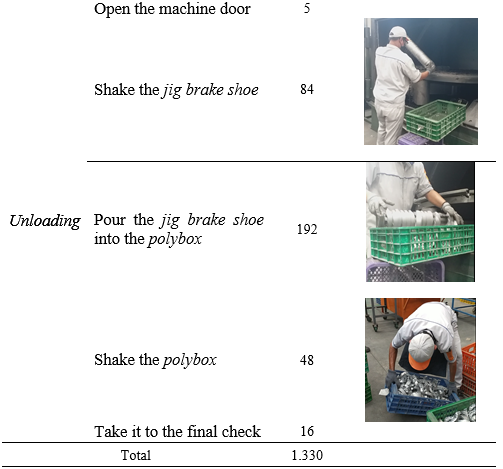 Open the machine door 5
Shake the jig brake shoe 84
Unloading Pour the jig brake shoe 192
into the polybox
Shake the polybox 48
Take it to the final check 16
Total 1.330